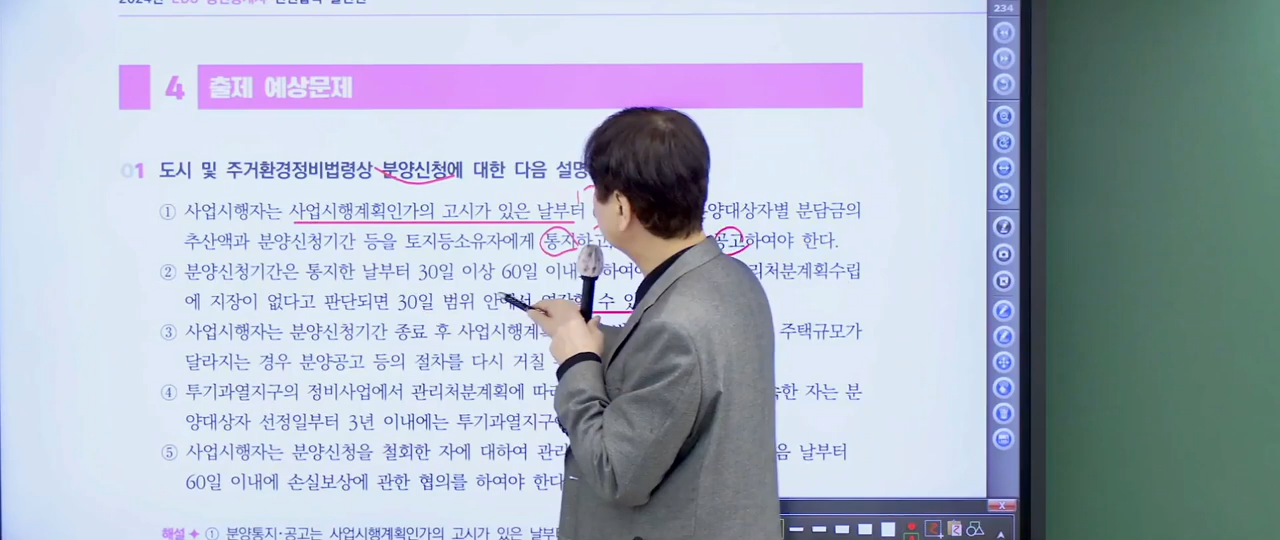 234
4 출제 예상문제
01 도시 및 주거환경정비법령상 분양신청에 대한 다음 설명
① 사업시행자는 사업시행계획인가의 고시가 있은 날부터 분양대상자별 분담금의
추산액과 분양신청기간 등을 토지등소유자에게 통지하고, 공고하여야 한다.
② 분양신청기간은 통지한 날부터 30일 이상 60일 이내 하여야 관리처분계획수립
에 지장이 없다고 판단되면 30일 범위 안에서 연장할 수 있
③ 사업시행자는 분양신청기간 종료 후 사업시행계획 주택규모가
달라지는 경우 분양공고 등의 절차를 다시 거칠
④ 투기과열지구의 정비사업에서 관리처분계획에 따라 자는 분
양대상자 선정일부터 3년 이내에는 투기과열지구
⑤ 사업시행자는 분양신청을 철회한 자에 대하여 관리 날부터
60일 이내에 손실보상에 관한 협의를 하여야 한다
해설 ✦ ① 분양통지·공고는 사업시행계획인가의 고시가 있은 날부터